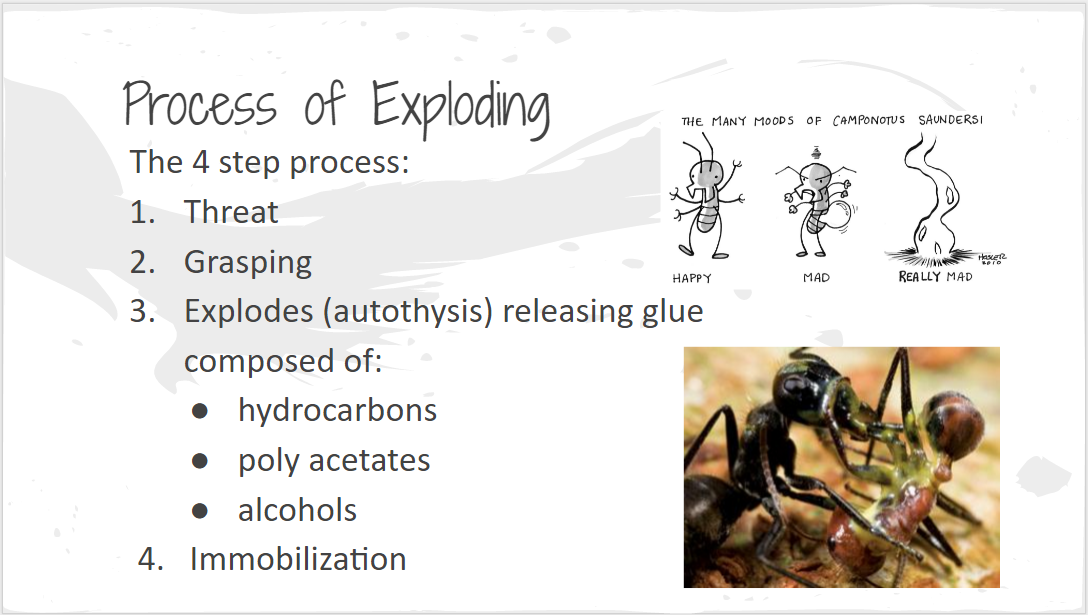 Process of Exploding
The 4 step process:
1. Threat
2. Grasping
3. Explodes (autothysis) releasing glue
composed of:
● hydrocarbons
● poly acetates
● alcohols
4. Immobilization
THE MANY MOODS OF CAMPONOTUS SAUNDERSI
HAPPY
MAD
REALLY MAD
2010